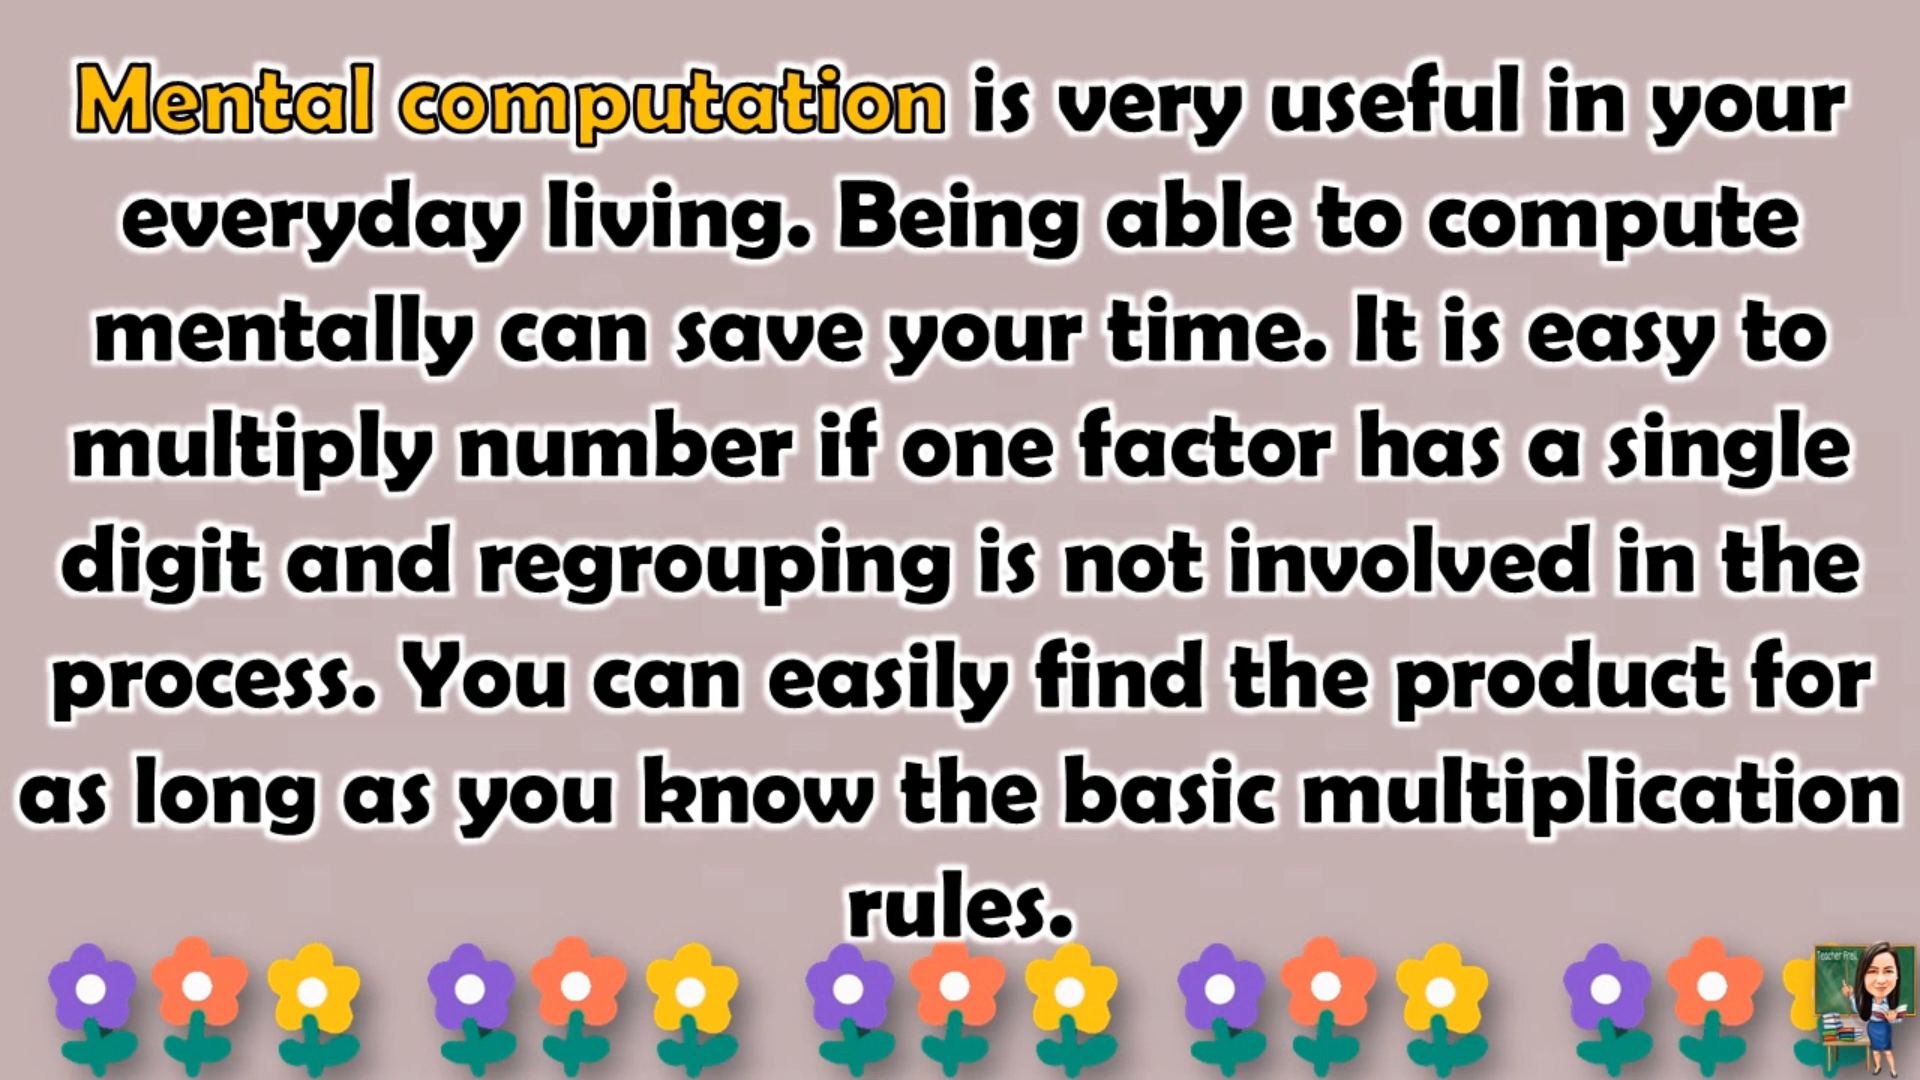 Mental computation is very useful in your
everyday living. Being able to compute
mentally can save your time. It is easy to
multiply number if one factor has a single
digit and regrouping is not involved in the
process. You can easily find the product for
as long as you know the basic multiplication
rules.
Teacher